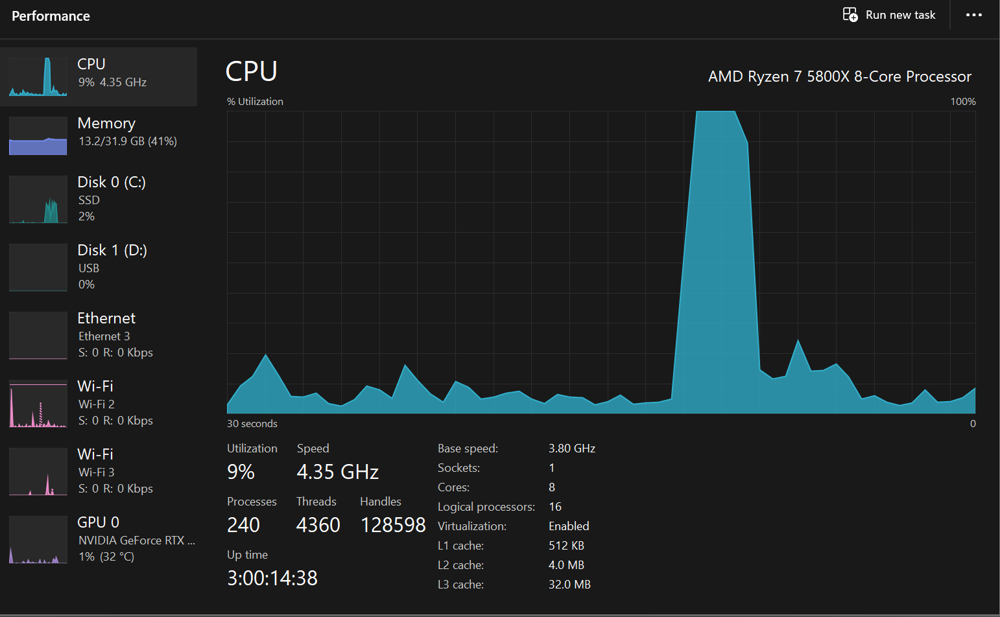 Performance
Run new task
CPU
9% 4.35 GHz
Memory
13.2/31.9 GB (41%)
Disk 0 (C:)
SSD
2%
Disk 1 (D:)
USB
0%
Ethernet
Ethernet 3
S: 0 R: 0 Kbps
Wi-Fi
Wi-Fi 2
S: 0 R: 0 Kbps
Wi-Fi
Wi-Fi 3
S: 0 R: 0 Kbps
GPU 0
NVIDIA GeForce RTX ...
1% (32 °C)
CPU
AMD Ryzen 7 5800X 8-Core Processor
% Utilization
100%
30 seconds
0
Utilization
Speed
9%
4.35 GHz
Processes
Threads
Handles
240
4360
128598
Up time
3:00:14:38
Base speed: 3.80 GHz
Sockets: 1
Cores: 8
Logical processors: 16
Virtualization: Enabled
L1 cache: 512 KB
L2 cache: 4.0 MB
L3 cache: 32.0 MB